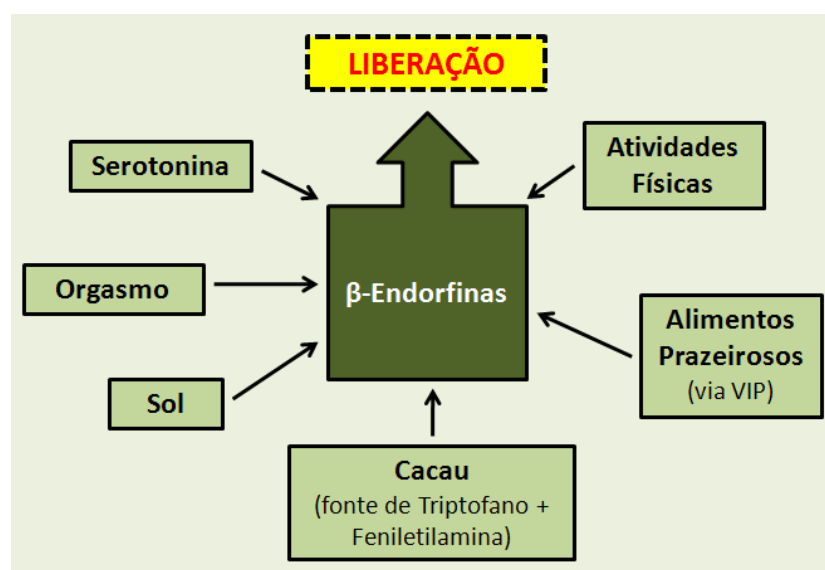 LIBERAÇÃO
Serotonina
Atividades
Físicas
Orgasmo
β-Endorfinas
Alimentos
Prazeirosos
(via VIP)
Sol
Cacau
(fonte de Triptofano +
Feniletilamina)